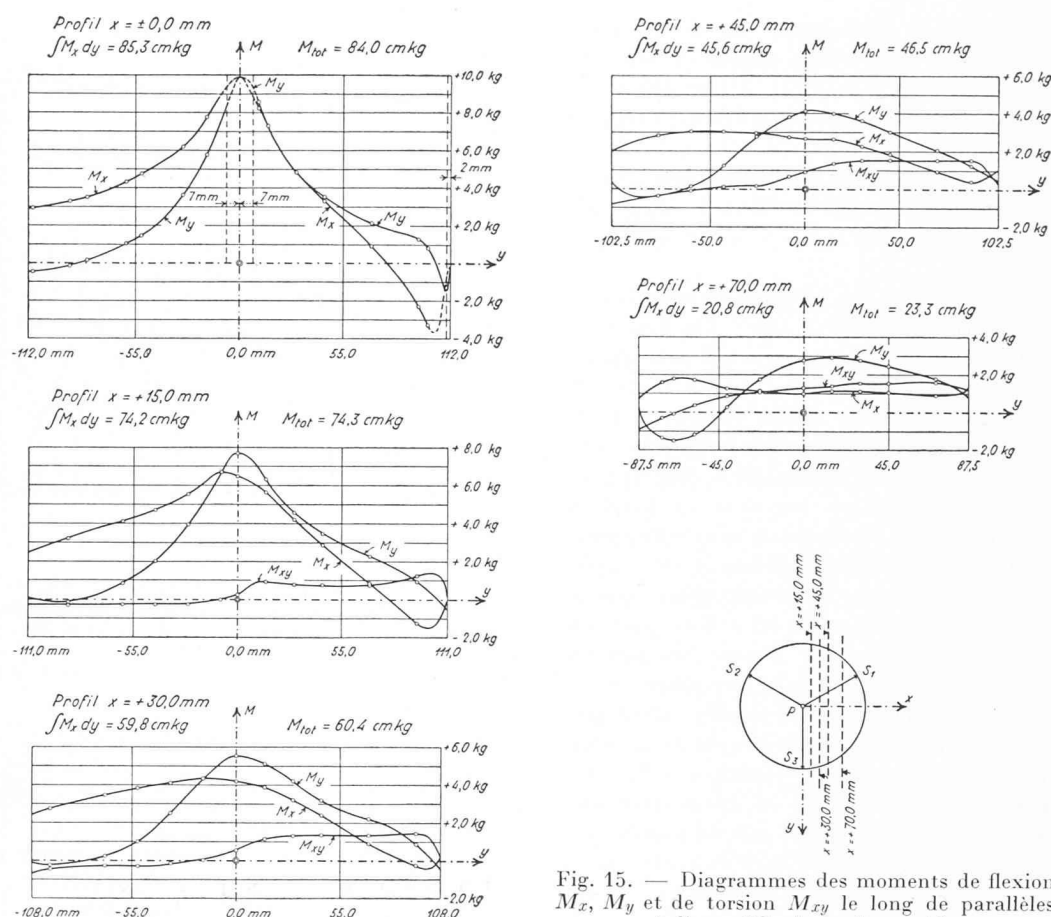 Profil x = ±0,0 mm
∫Mx dy = 85,3 cmkg
M
Mtot = 84,0 cmkg
+10,0 kg
+8,0 kg
+6,0 kg
+4,0 kg
+2,0 kg
-2,0 kg
-4,0 kg
My
Mx
My
7mm
7mm
2mm
Mx
My
y
-112,0 mm
-55,0
0,0 mm
55,0
112,0
Profil x = +15,0 mm
∫Mx dy = 74,2 cmkg
M
Mtot = 74,3 cmkg
+8,0 kg
+6,0 kg
+4,0 kg
+2,0 kg
-2,0 kg
Mxy
Mx
My
y
-111,0 mm
-55,0
0,0 mm
55,0
111,0
Profil x = +30,0 mm
∫Mx dy = 59,8 cmkg
M
Mtot = 60,4 cmkg
+6,0 kg
+4,0 kg
+2,0 kg
-2,0 kg
My
Mx
Mxy
y
-108,0 mm
-55,0
0,0 mm
55,0
108,0
Profil x = +45,0 mm
∫Mx dy = 45,6 cmkg
M
Mtot = 46,5 cmkg
+6,0 kg
+4,0 kg
+2,0 kg
-2,0 kg
My
Mx
Mxy
y
-102,5 mm
-50,0
0,0 mm
50,0
102,5
Profil x = +70,0 mm
∫Mx dy = 20,8 cmkg
M
Mtot = 23,3 cmkg
+4,0 kg
+2,0 kg
-2,0 kg
My
Mxy
Mx
y
-87,5 mm
-45,0
0,0 mm
45,0
87,5
x=+15,0 mm
x=+45,0 mm
S2
S1
P
x
S3
y
x=+30,0 mm
x=+70,0 mm
Fig. 15. — Diagrammes des moments de flexion
Mx, My et de torsion Mxy le long de parallèles